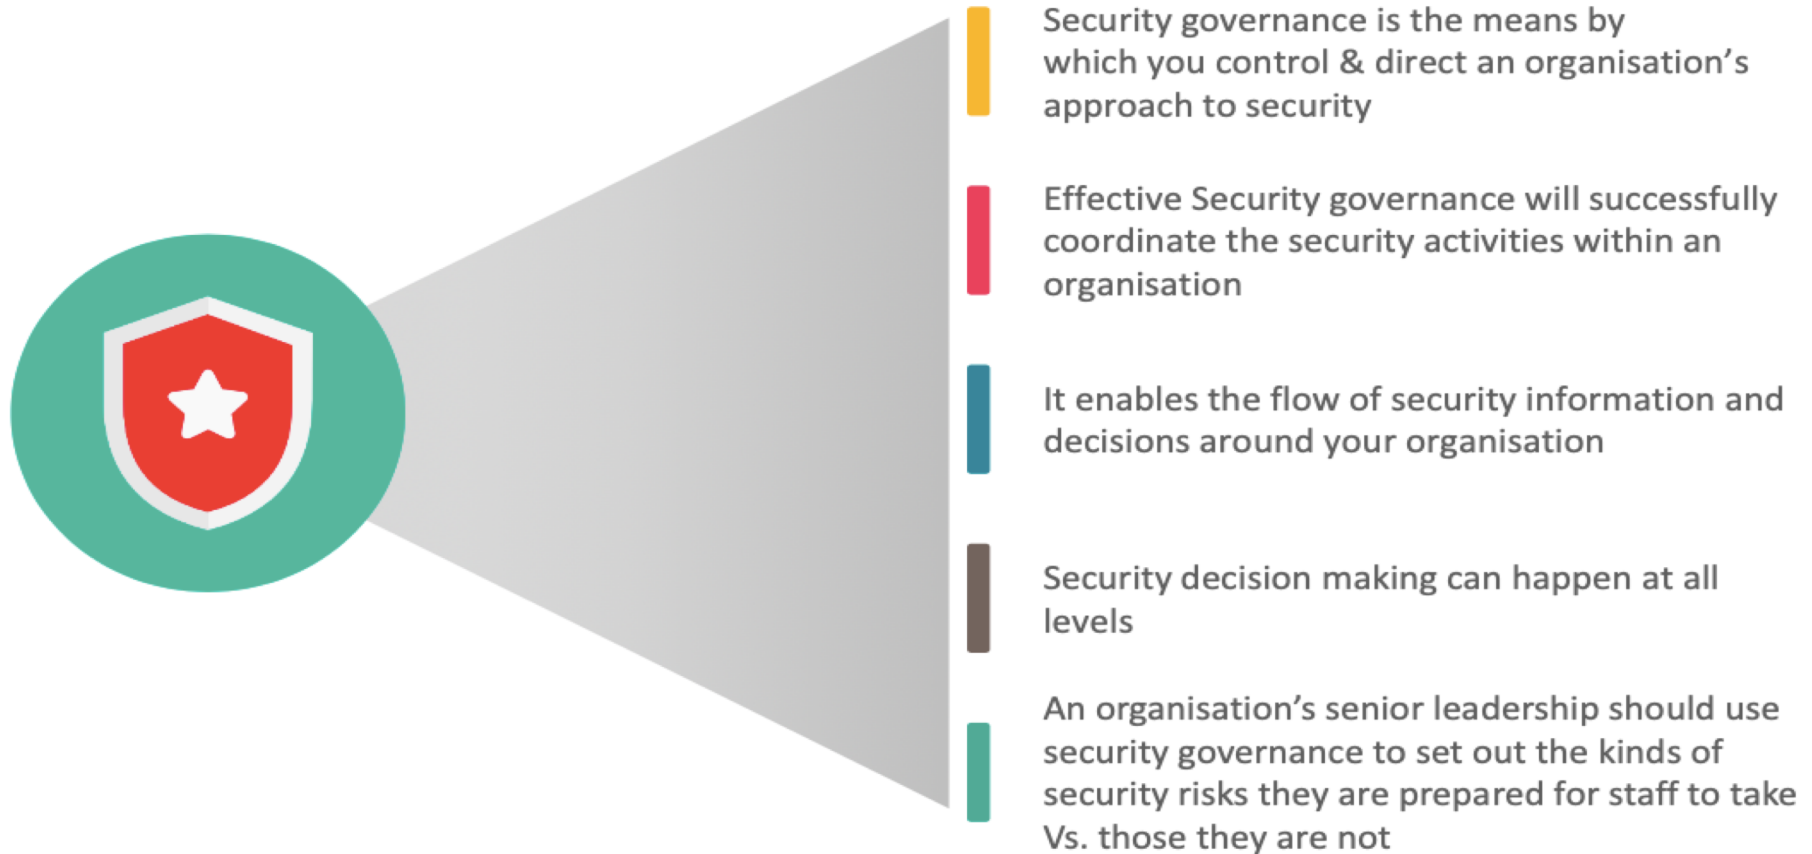 Security governance is the means by
which you control & direct an organisation’s
approach to security
Effective Security governance will successfully
coordinate the security activities within an
organisation
It enables the flow of security information and
decisions around your organisation
Security decision making can happen at all
levels
An organisation’s senior leadership should use
security governance to set out the kinds of
security risks they are prepared for staff to take
Vs. those they are not